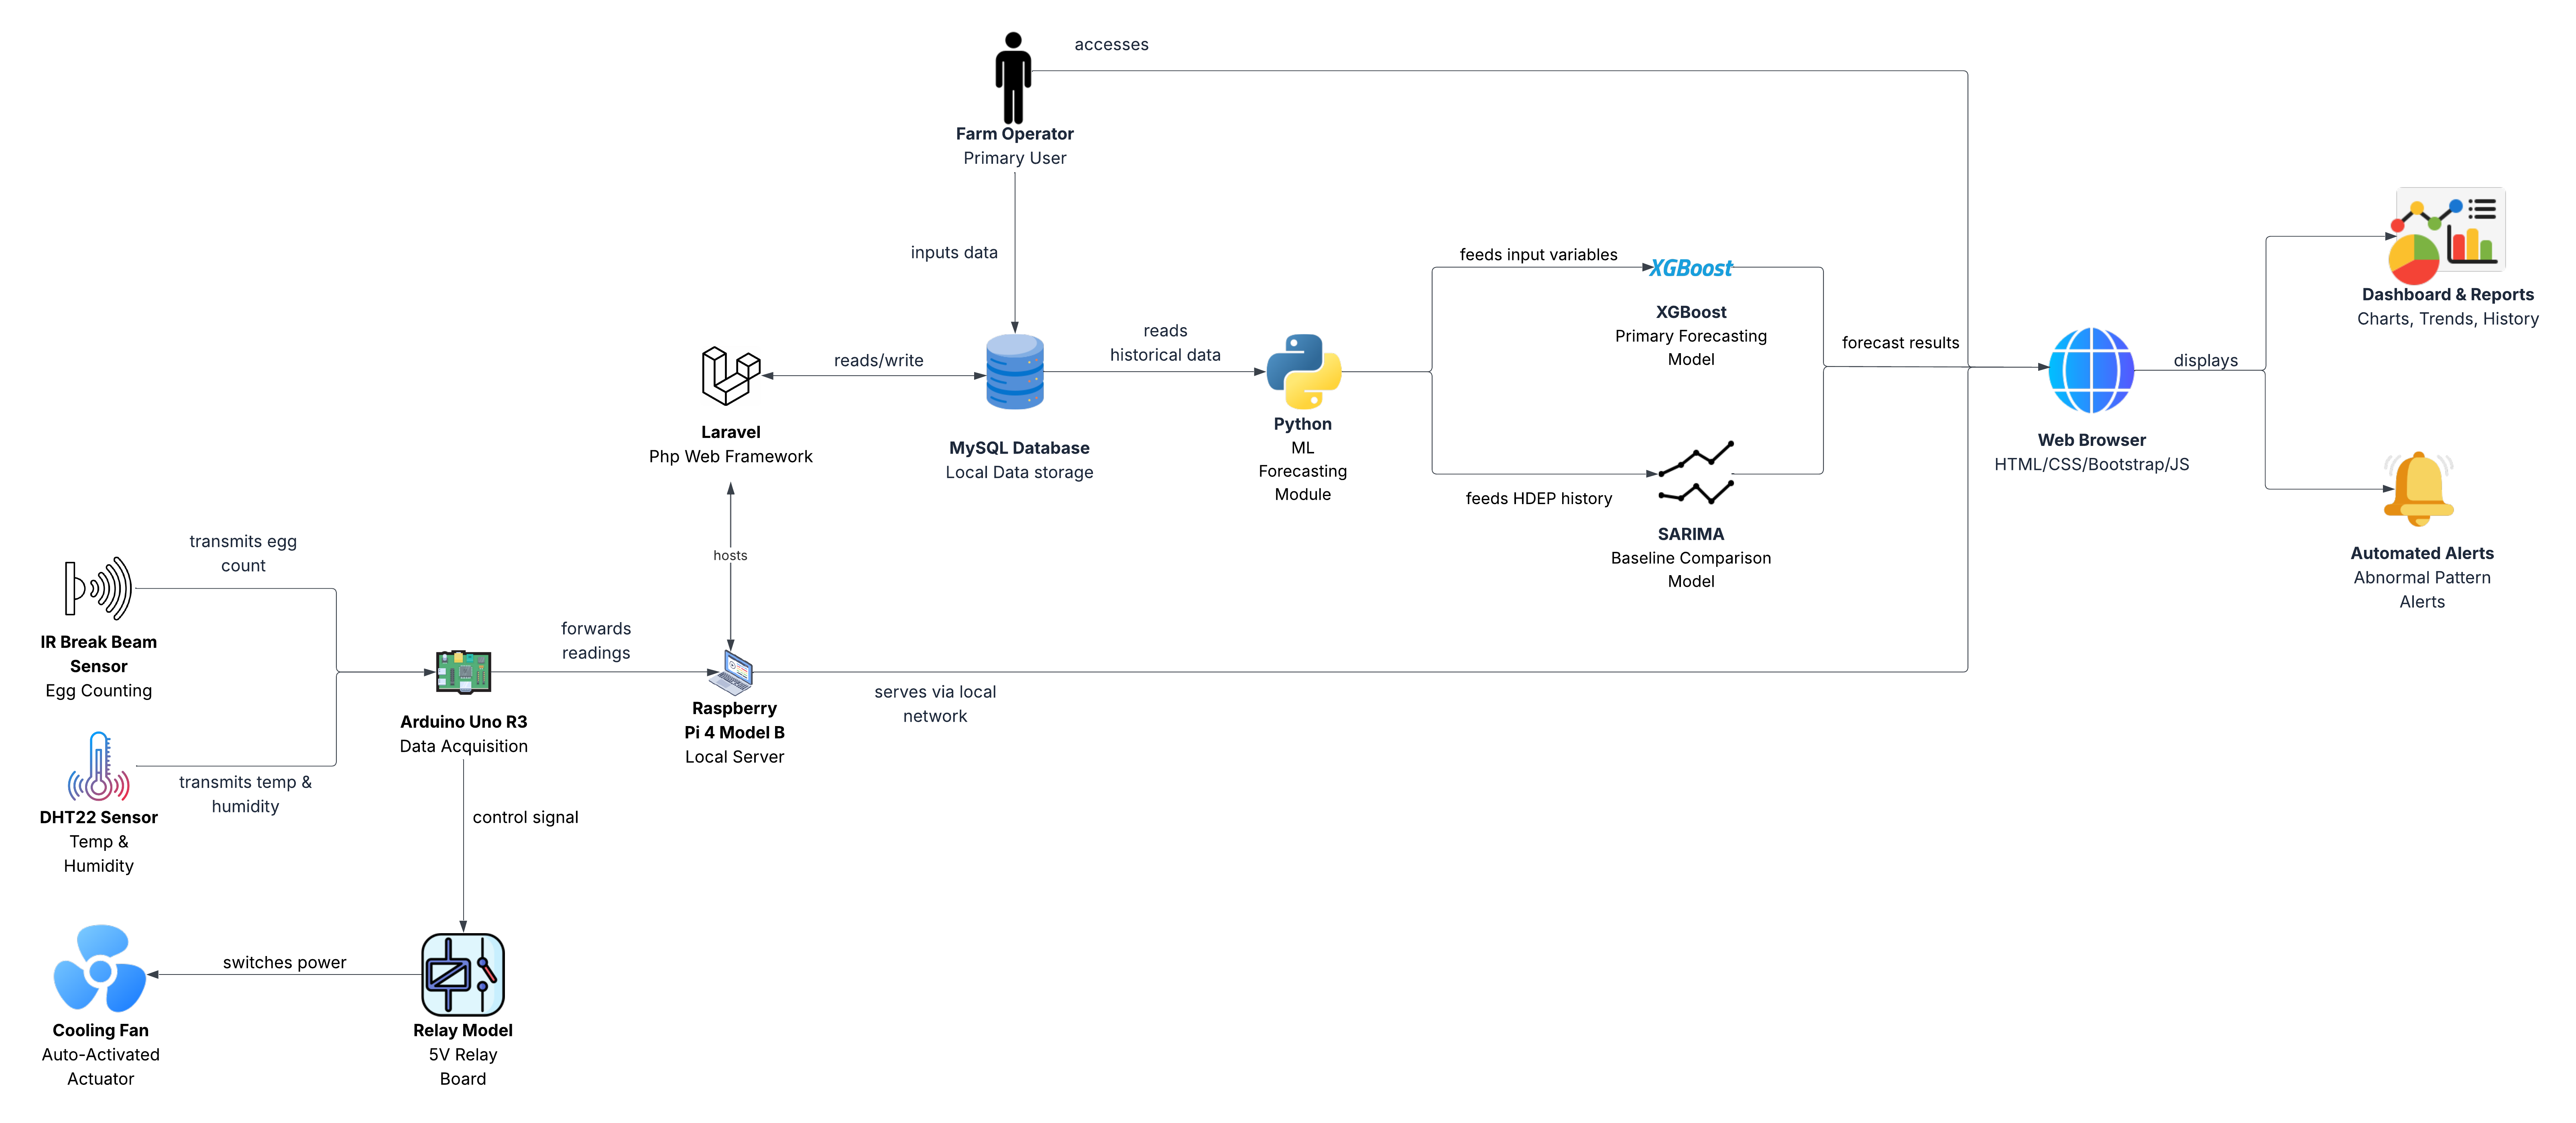 accesses
Farm Operator
Primary User
inputs data
Laravel
Php Web Framework
reads/write
MySQL Database
Local Data storage
reads
historical data
Python
ML
Forecasting
Module
feeds input variables
XGBoost
XGBoost
Primary Forecasting
Model
feeds HDEP history
SARIMA
Baseline Comparison
Model
forecast results
Web Browser
HTML/CSS/Bootstrap/JS
displays
Dashboard & Reports
Charts, Trends, History
Automated Alerts
Abnormal Pattern
Alerts
hosts
transmits egg
count
IR Break Beam
Sensor
Egg Counting
transmits temp &
humidity
DHT22 Sensor
Temp &
Humidity
Arduino Uno R3
Data Acquisition
forwards
readings
Raspberry
Pi 4 Model B
Local Server
serves via local
network
control signal
switches power
Cooling Fan
Auto-Activated
Actuator
Relay Model
5V Relay
Board